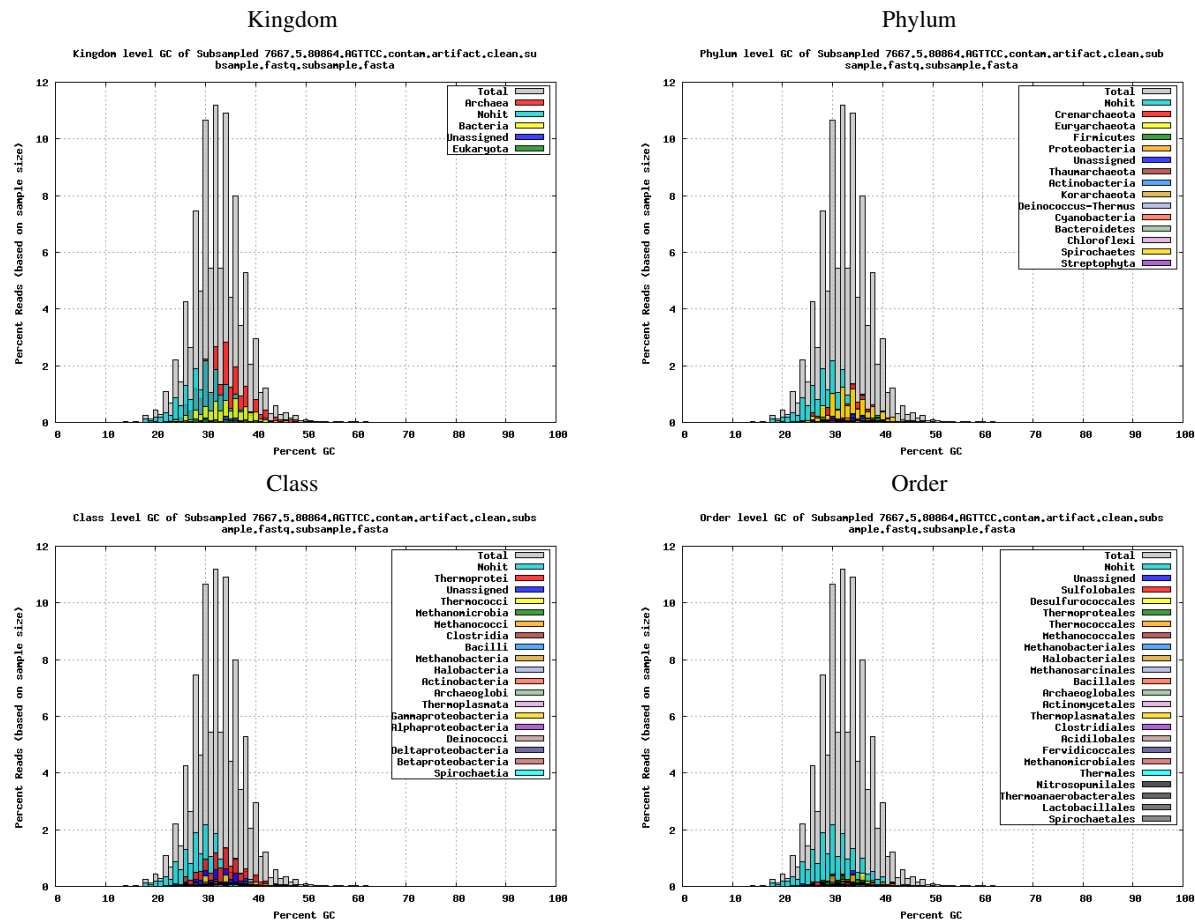 Kingdom
Kingdom level GC of Subsampled 7667.5.80864.AGTTCC.contam.artifact.clean.su
bsample.fastq.subsample.fasta
Percent Reads (based on sample size)
12
10
8
6
4
2
0
Total
Archaea
Nohit
Bacteria
Unassigned
Eukaryota
0 10 20 30 40 50 60 70 80 90 100
Percent GC
Phylum
Phylum level GC of Subsampled 7667.5.80864.AGTTCC.contam.artifact.clean.sub
sample.fastq.subsample.fasta
Percent Reads (based on sample size)
12
10
8
6
4
2
0
Total
Nohit
Crenarchaeota
Euryarchaeota
Firmicutes
Proteobacteria
Unassigned
Thaumarchaeota
Actinobacteria
Korarchaeota
Deinococcus-Thermus
Cyanobacteria
Bacteroidetes
Chloroflexi
Spirochaetes
Streptophyta
0 10 20 30 40 50 60 70 80 90 100
Percent GC
Class
Class level GC of Subsampled 7667.5.80864.AGTTCC.contam.artifact.clean.subs
ample.fastq.subsample.fasta
Percent Reads (based on sample size)
12
10
8
6
4
2
0
Total
Nohit
Thermoprotei
Unassigned
Thermococci
Methanomicrobia
Methanococci
Clostridia
Bacilli
Methanobacteria
Halobacteria
Actinobacteria
Archaeoglobi
Thermoplasmata
Gammaproteobacteria
Alphaproteobacteria
Deinococci
Deltaproteobacteria
Betaproteobacteria
Spirochaetia
0 10 20 30 40 50 60 70 80 90 100
Percent GC
Order
Order level GC of Subsampled 7667.5.80864.AGTTCC.contam.artifact.clean.subs
ample.fastq.subsample.fasta
Percent Reads (based on sample size)
12
10
8
6
4
2
0
Total
Nohit
Unassigned
Sulfolobales
Desulfurococcales
Thermoproteales
Thermococcales
Methanococcales
Methanobacteriales
Halobacteriales
Methanosarcinales
Bacillales
Archaeoglobales
Actinomycetales
Thermoplasmatales
Clostridiales
Acidilobales
Fervidicoccales
Methanomicrobiales
Thermales
Nitrosopumilales
Thermoanaerobacterales
Lactobacillales
Spirochaetales
0 10 20 30 40 50 60 70 80 90 100
Percent GC